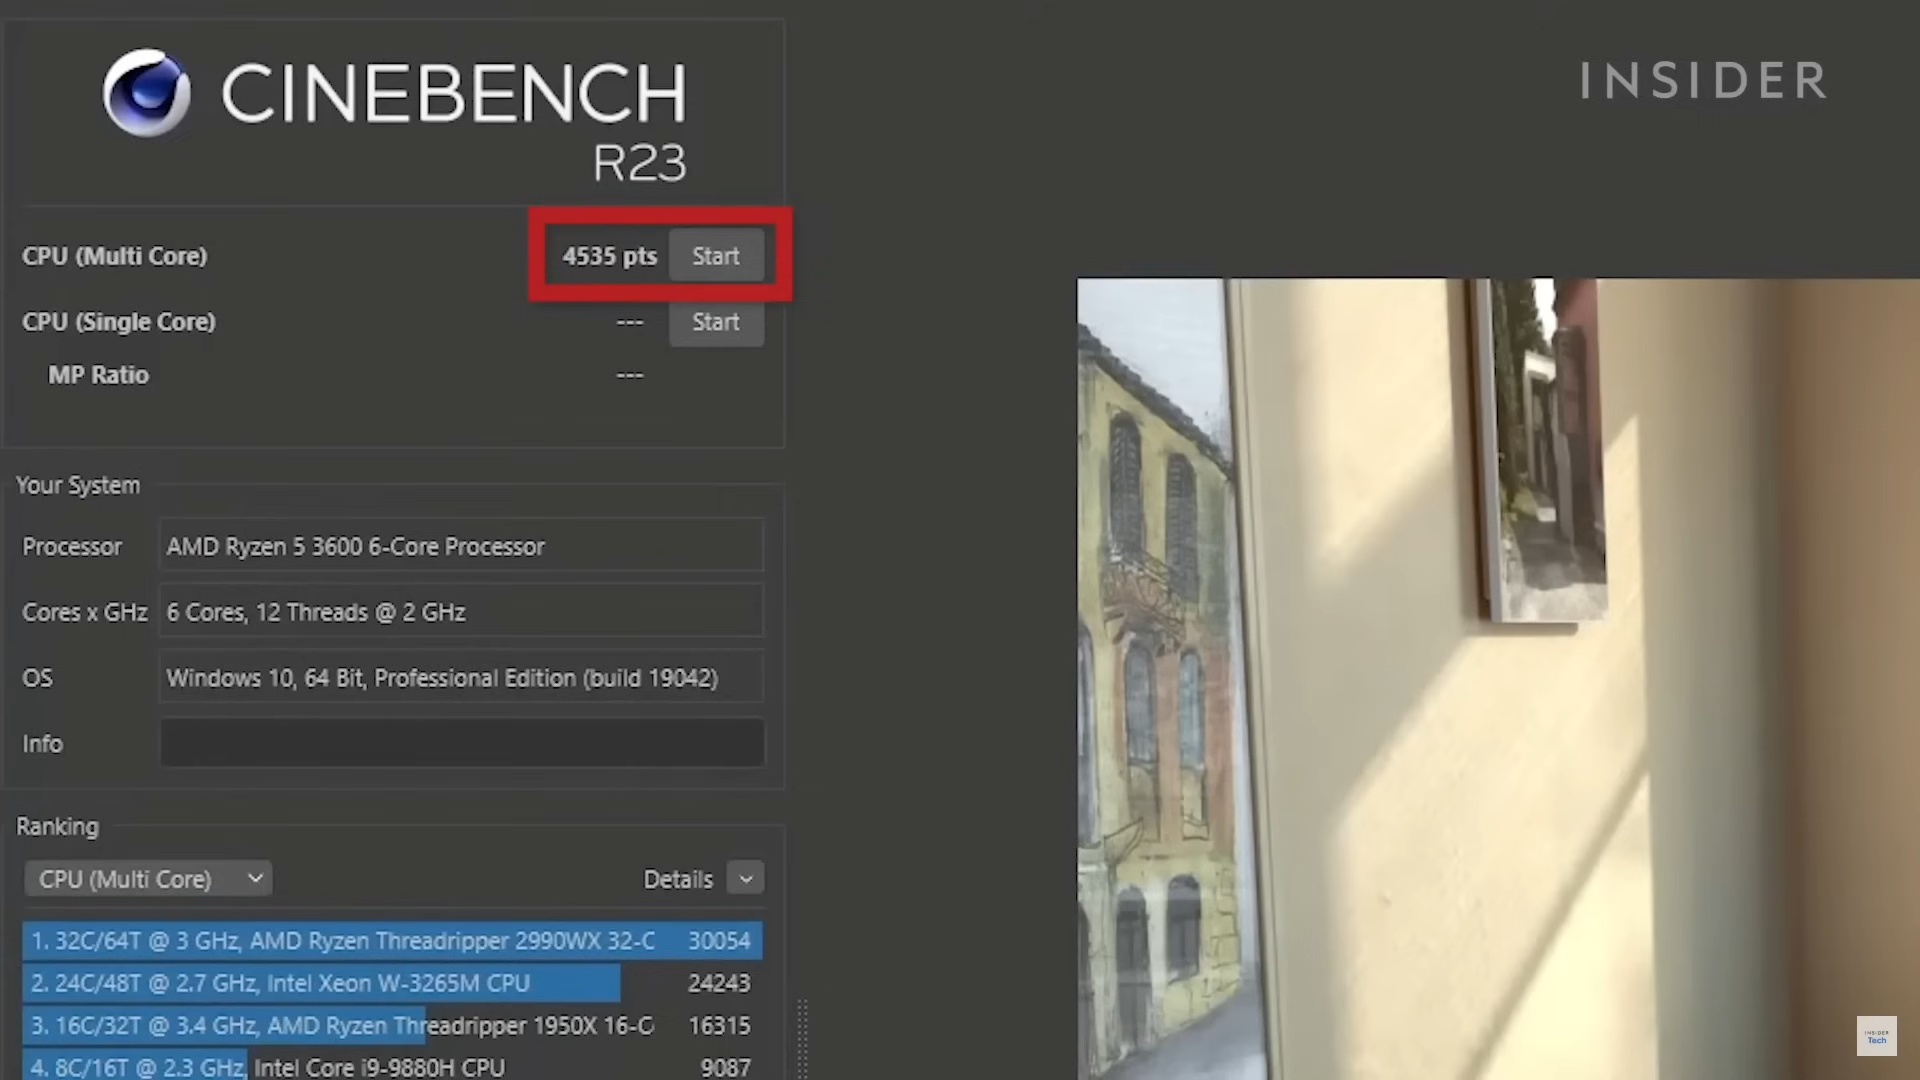 INSIDER
CINEBENCH
R23
CPU (Multi Core) 4535 pts Start
CPU (Single Core) --- Start
MP Ratio ---
Your System
Processor AMD Ryzen 5 3600 6-Core Processor
Cores x GHz 6 Cores, 12 Threads @ 2 GHz
OS Windows 10, 64 Bit, Professional Edition (build 19042)
Info
Ranking
CPU (Multi Core) Details
1. 32C/64T @ 3 GHz, AMD Ryzen Threadripper 2990WX 32-C 30054
2. 24C/48T @ 2.7 GHz, Intel Xeon W-3265M CPU 24243
3. 16C/32T @ 3.4 GHz, AMD Ryzen Threadripper 1950X 16-C 16315
4. 8C/16T @ 2.3 GHz, Intel Core i9-9880H CPU 9087
INSIDER
Tech